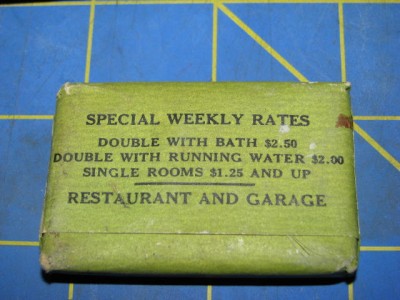 SPECIAL WEEKLY RATES
DOUBLE WITH BATH $2.50
DOUBLE WITH RUNNING WATER $2.00
SINGLE ROOMS $1.25 AND UP
RESTAURANT AND GARAGE